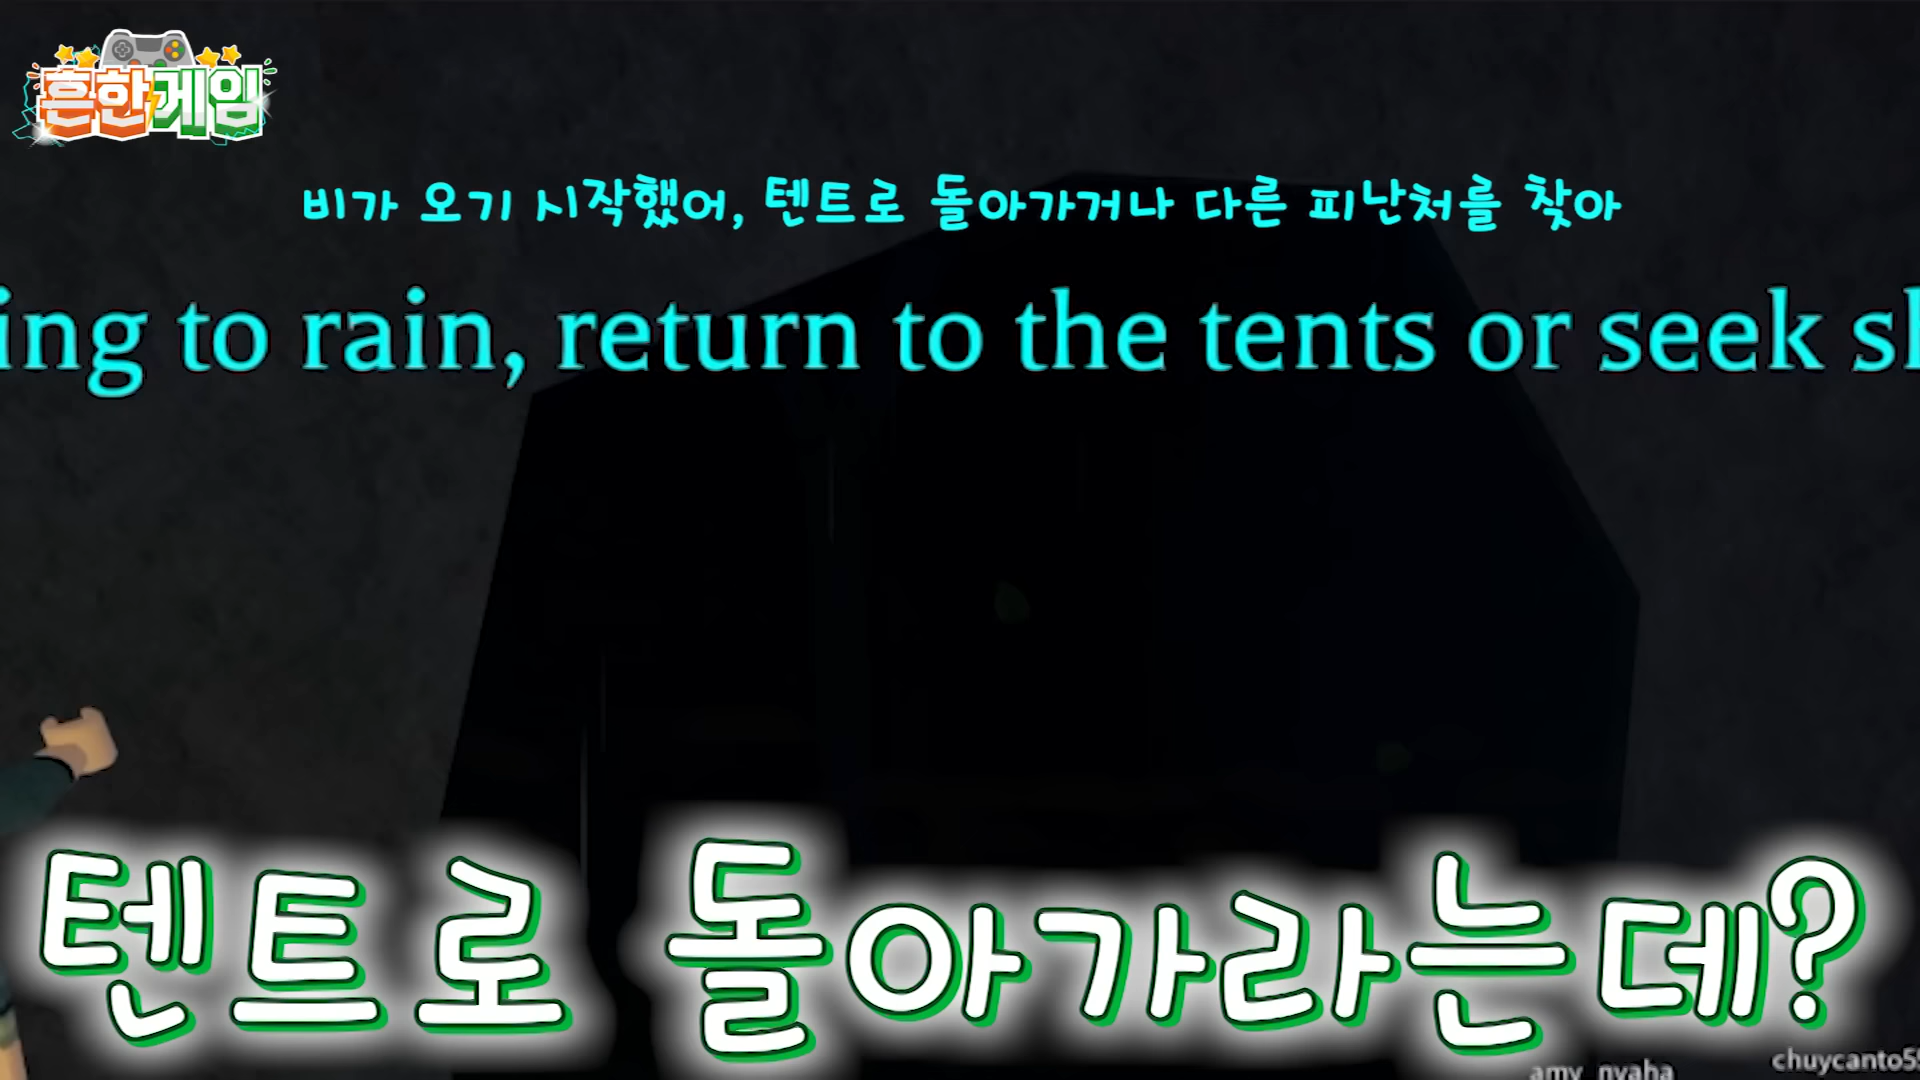 흔한게임
비가 오기 시작했어, 텐트로 돌아가거나 다른 피난처를 찾아
ing to rain, return to the tents or seek
텐트로 돌아가라는데?
amy_nyaha